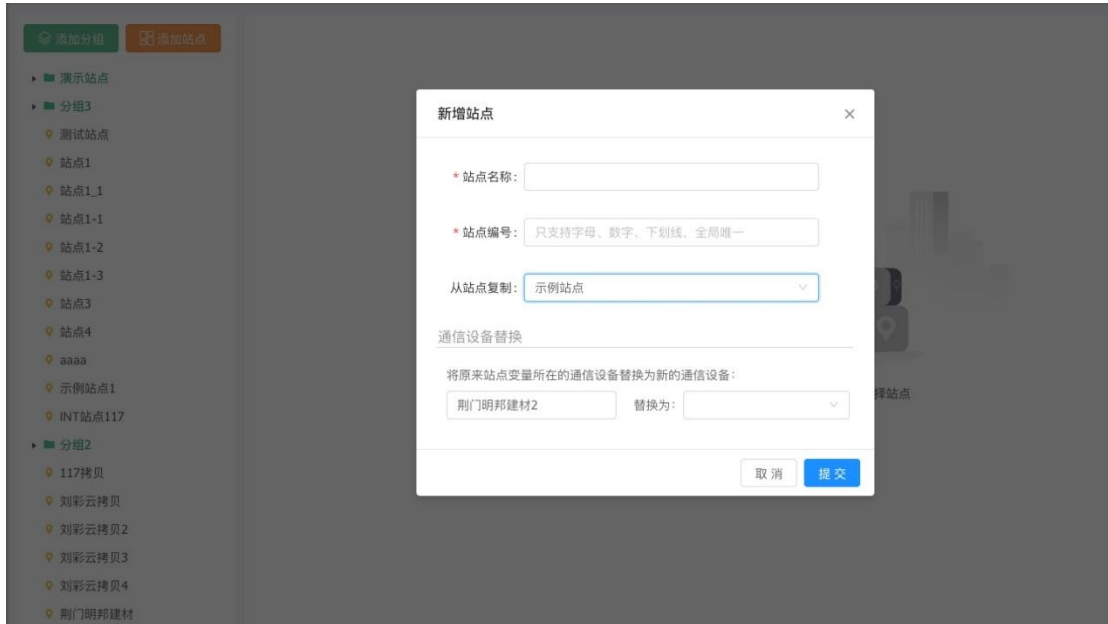 添加分组
添加站点
演示站点
分组3
测试站点
站点1
站点1_1
站点1-1
站点1-2
站点1-3
站点3
站点4
aaaa
示例站点1
INT站点117
分组2
117拷贝
刘彩云拷贝
刘彩云拷贝2
刘彩云拷贝3
刘彩云拷贝4
荆门明邦建材
新增站点
* 站点名称:
* 站点编号: 只支持字母、数字、下划线、全局唯一
从站点复制: 示例站点
通信设备替换
将原来站点变量所在的通信设备替换为新的通信设备:
荆门明邦建材2 替换为:
取消 提交
择站点